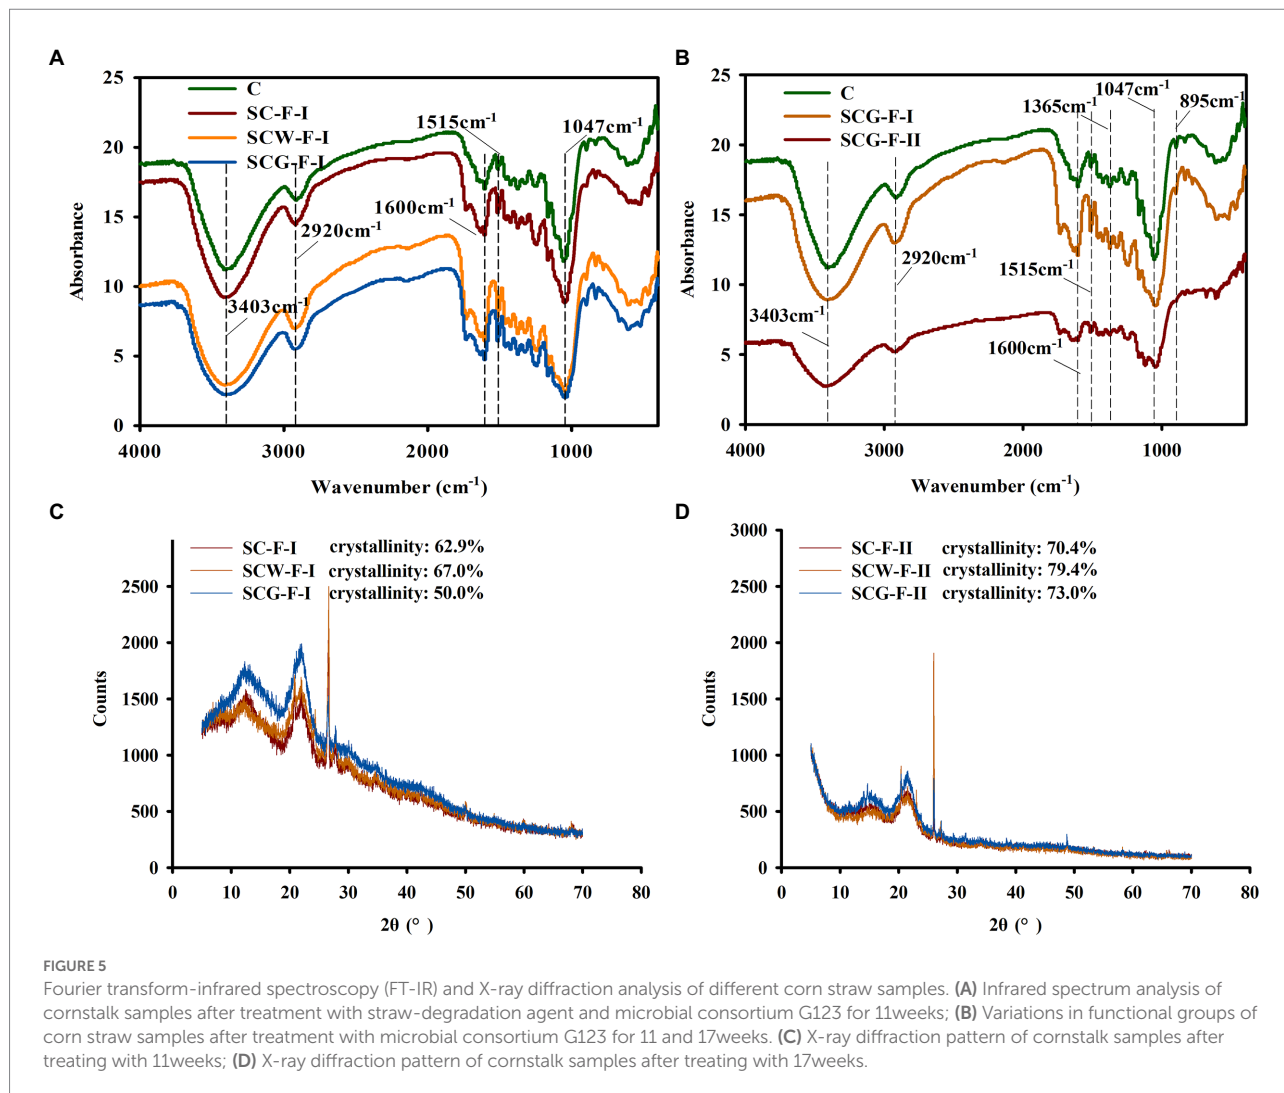 A
25
20
15
10
5
0
4000
3000
2000
1000
Absorbance
Wavenumber (cm-1)
C
SC-F-I
SCW-F-I
SCG-F-I
1515cm-1
1047cm-1
1600cm-1
2920cm-1
3403cm-1
B
25
20
15
10
5
0
4000
3000
2000
1000
Absorbance
Wavenumber (cm-1)
C
SCG-F-I
SCG-F-II
1047cm-1
1365cm-1
895cm-1
2920cm-1
1515cm-1
3403cm-1
1600cm-1
C
2500
2000
1500
1000
500
0
0
10
20
30
40
50
60
70
80
Counts
2θ (°)
SC-F-I crystallinity: 62.9%
SCW-F-I crystallinity: 67.0%
SCG-F-I crystallinity: 50.0%
D
3000
2500
2000
1500
1000
500
0
0
10
20
30
40
50
60
70
80
Counts
2θ (°)
SC-F-II crystallinity: 70.4%
SCW-F-II crystallinity: 79.4%
SCG-F-II crystallinity: 73.0%
FIGURE 5
Fourier transform-infrared spectroscopy (FT-IR) and X-ray diffraction analysis of different corn straw samples. (A) Infrared spectrum analysis of
cornstalk samples after treatment with straw-degradation agent and microbial consortium G123 for 11weeks; (B) Variations in functional groups of
corn straw samples after treatment with microbial consortium G123 for 11 and 17weeks. (C) X-ray diffraction pattern of cornstalk samples after
treating with 11weeks; (D) X-ray diffraction pattern of cornstalk samples after treating with 17weeks.